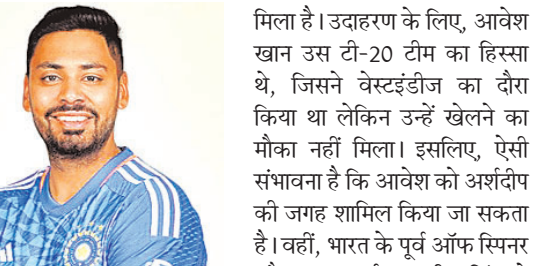 मिला है। उदाहरण के लिए, आवेश
खान उस टी-20 टीम का हिस्सा
थे, जिसने वेस्टइंडीज का दौरा
किया था लेकिन उन्हें खेलने का
मौका नहीं मिला। इसलिए, ऐसी
संभावना है कि आवेश को अर्शदीप
की जगह शामिल किया जा सकता
है। वहीं, भारत के पूर्व ऑफ स्पिनर